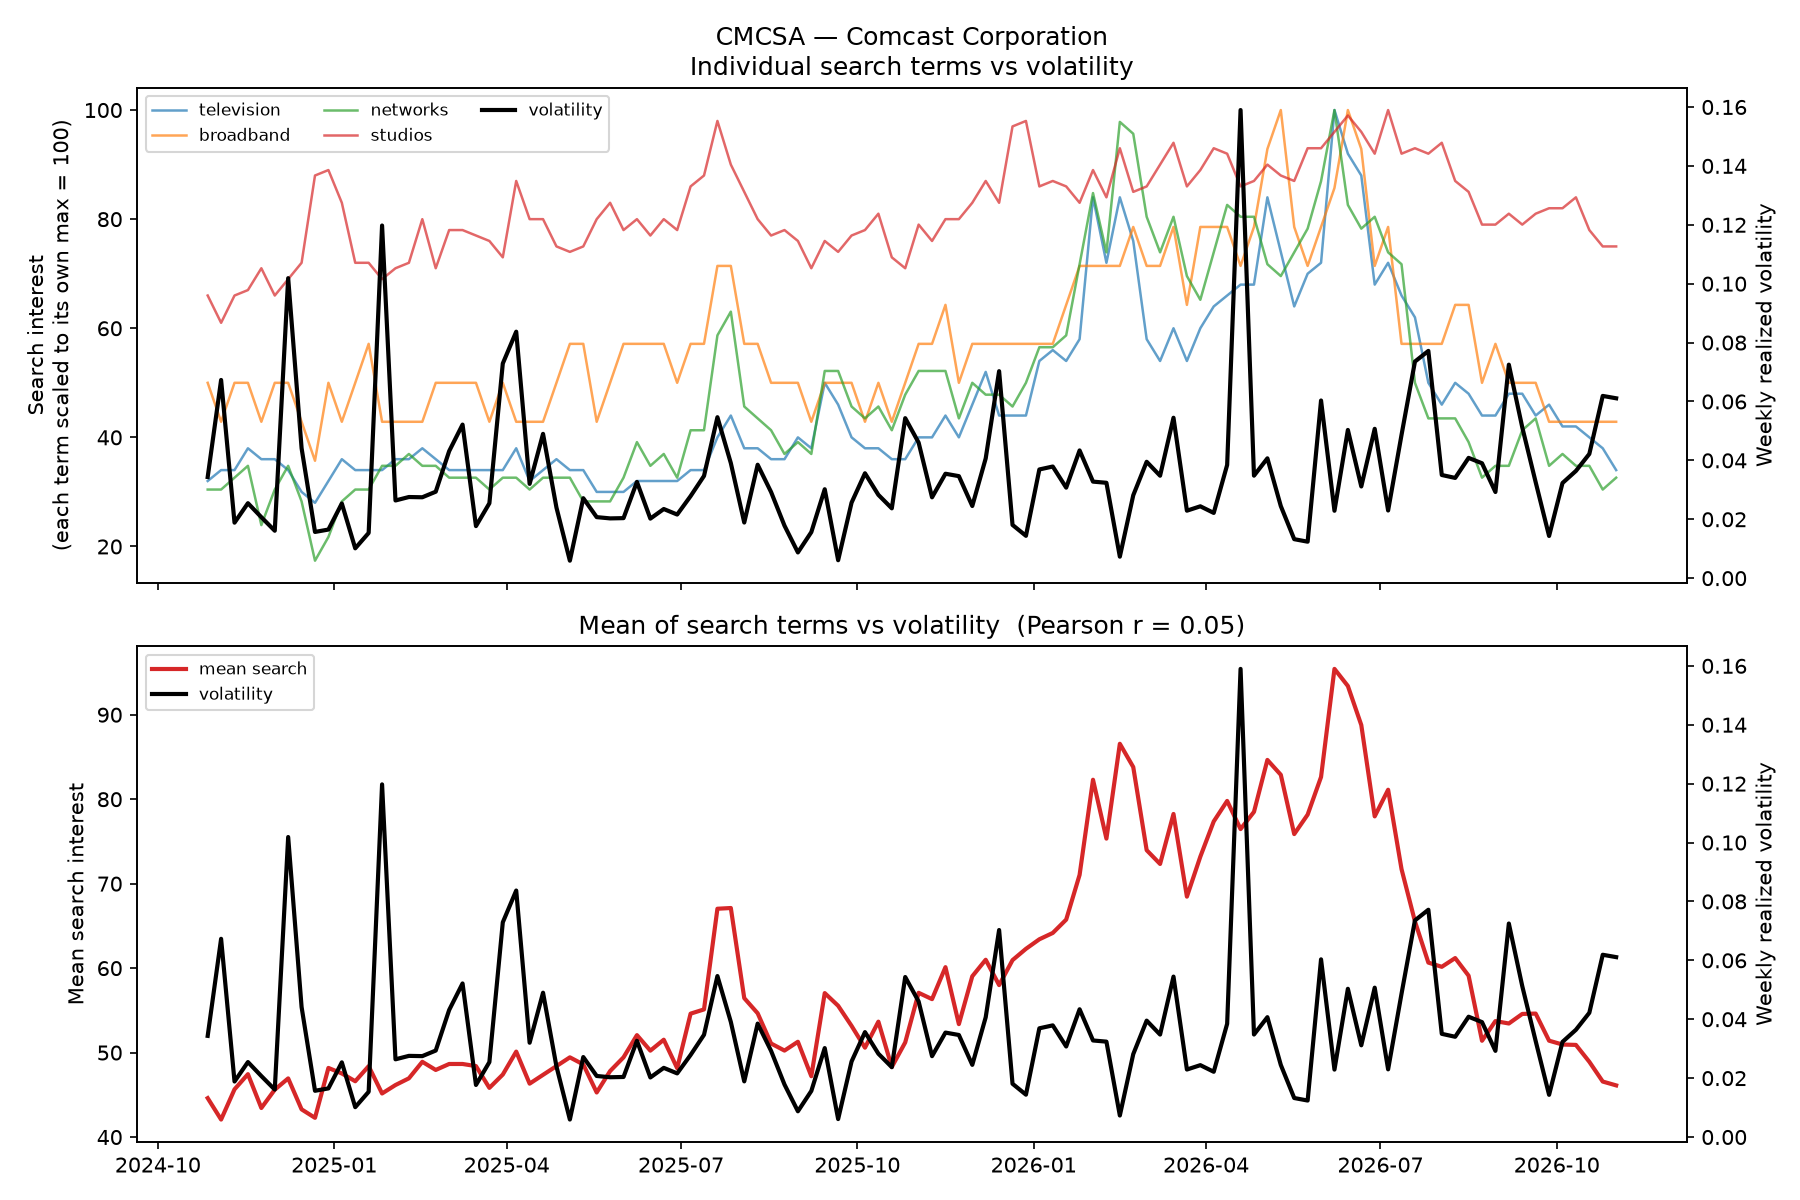 CMCSA — Comcast Corporation
Individual search terms vs volatility
television
broadband
networks
studios
volatility
Search interest
(each term scaled to its own max = 100)
100
80
60
40
20
0.16
0.14
0.12
0.10
0.08
0.06
0.04
0.02
0.00
Weekly realized volatility
Mean of search terms vs volatility (Pearson r = 0.05)
mean search
volatility
Mean search interest
90
80
70
60
50
40
0.16
0.14
0.12
0.10
0.08
0.06
0.04
0.02
0.00
Weekly realized volatility
2024-10
2025-01
2025-04
2025-07
2025-10
2026-01
2026-04
2026-07
2026-10